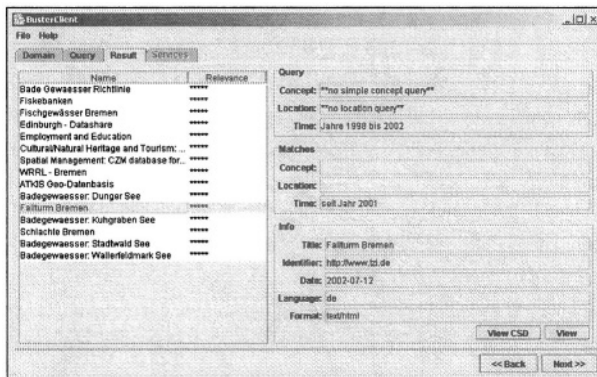 BusterClient
File Help
Domain Query Result Services
Name Relevance
Bade Gewaesser Richtlinie *****
Fiskebanken *****
Fischgewässer Bremen *****
Edinburgh - Datashare *****
Employment and Education *****
Cultural/Natural Heritage and Tourism: ... *****
Spatial Management: CZM database for... *****
WRRL - Bremen *****
ATKIS Geo-Datenbasis *****
Badegewaesser: Dunger See *****
Fallturm Bremen *****
Badegewaesser: Kuhgraben See *****
Schlachte Bremen *****
Badegewaesser: Stadtwald See *****
Badegewaesser: Wallerfeldmark See *****
Query
Concept: **no simple concept query**
Location: **no location query**
Time: Jahre 1998 bis 2002
Matches
Concept:
Location:
Time: seit Jahr 2001
Info
Title: Fallturm Bremen
Identifier: http://www.tzi.de
Date: 2002-07-12
Language: de
Format: text/html
View CSD View
<< Back Next >>